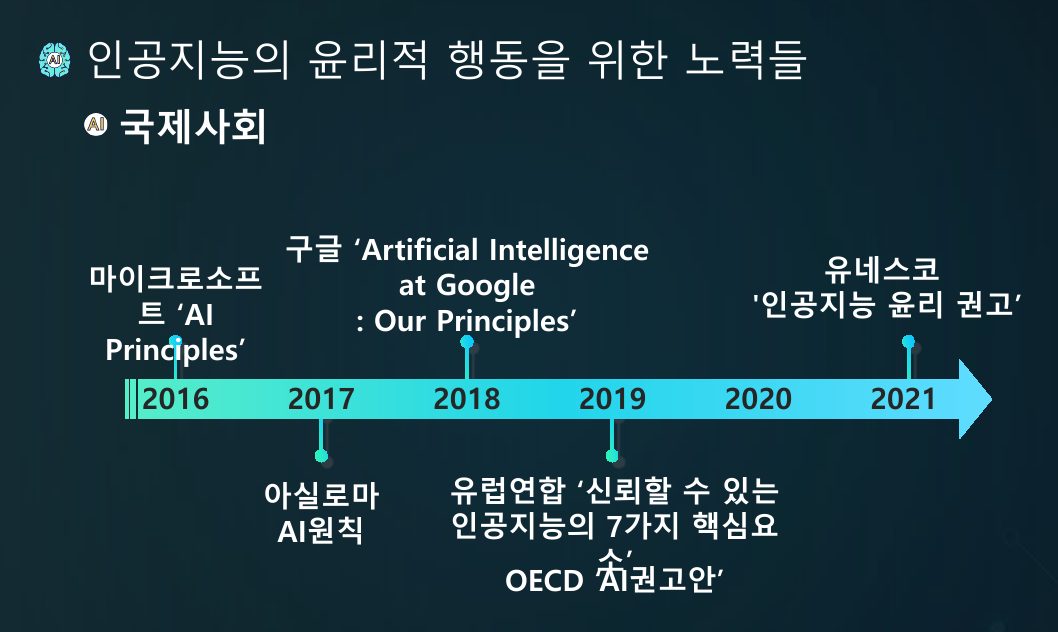 AI
인공지능의 윤리적 행동을 위한 노력들
AI
국제사회
마이크로소프
트 ‘AI
Principles’
구글 ‘Artificial Intelligence
at Google
: Our Principles’
유네스코
'인공지능 윤리 권고’
2016
2017
2018
2019
2020
2021
아실로마
AI원칙
유럽연합 ‘신뢰할 수 있는
인공지능의 7가지 핵심요
소’
OECD ‘AI권고안’